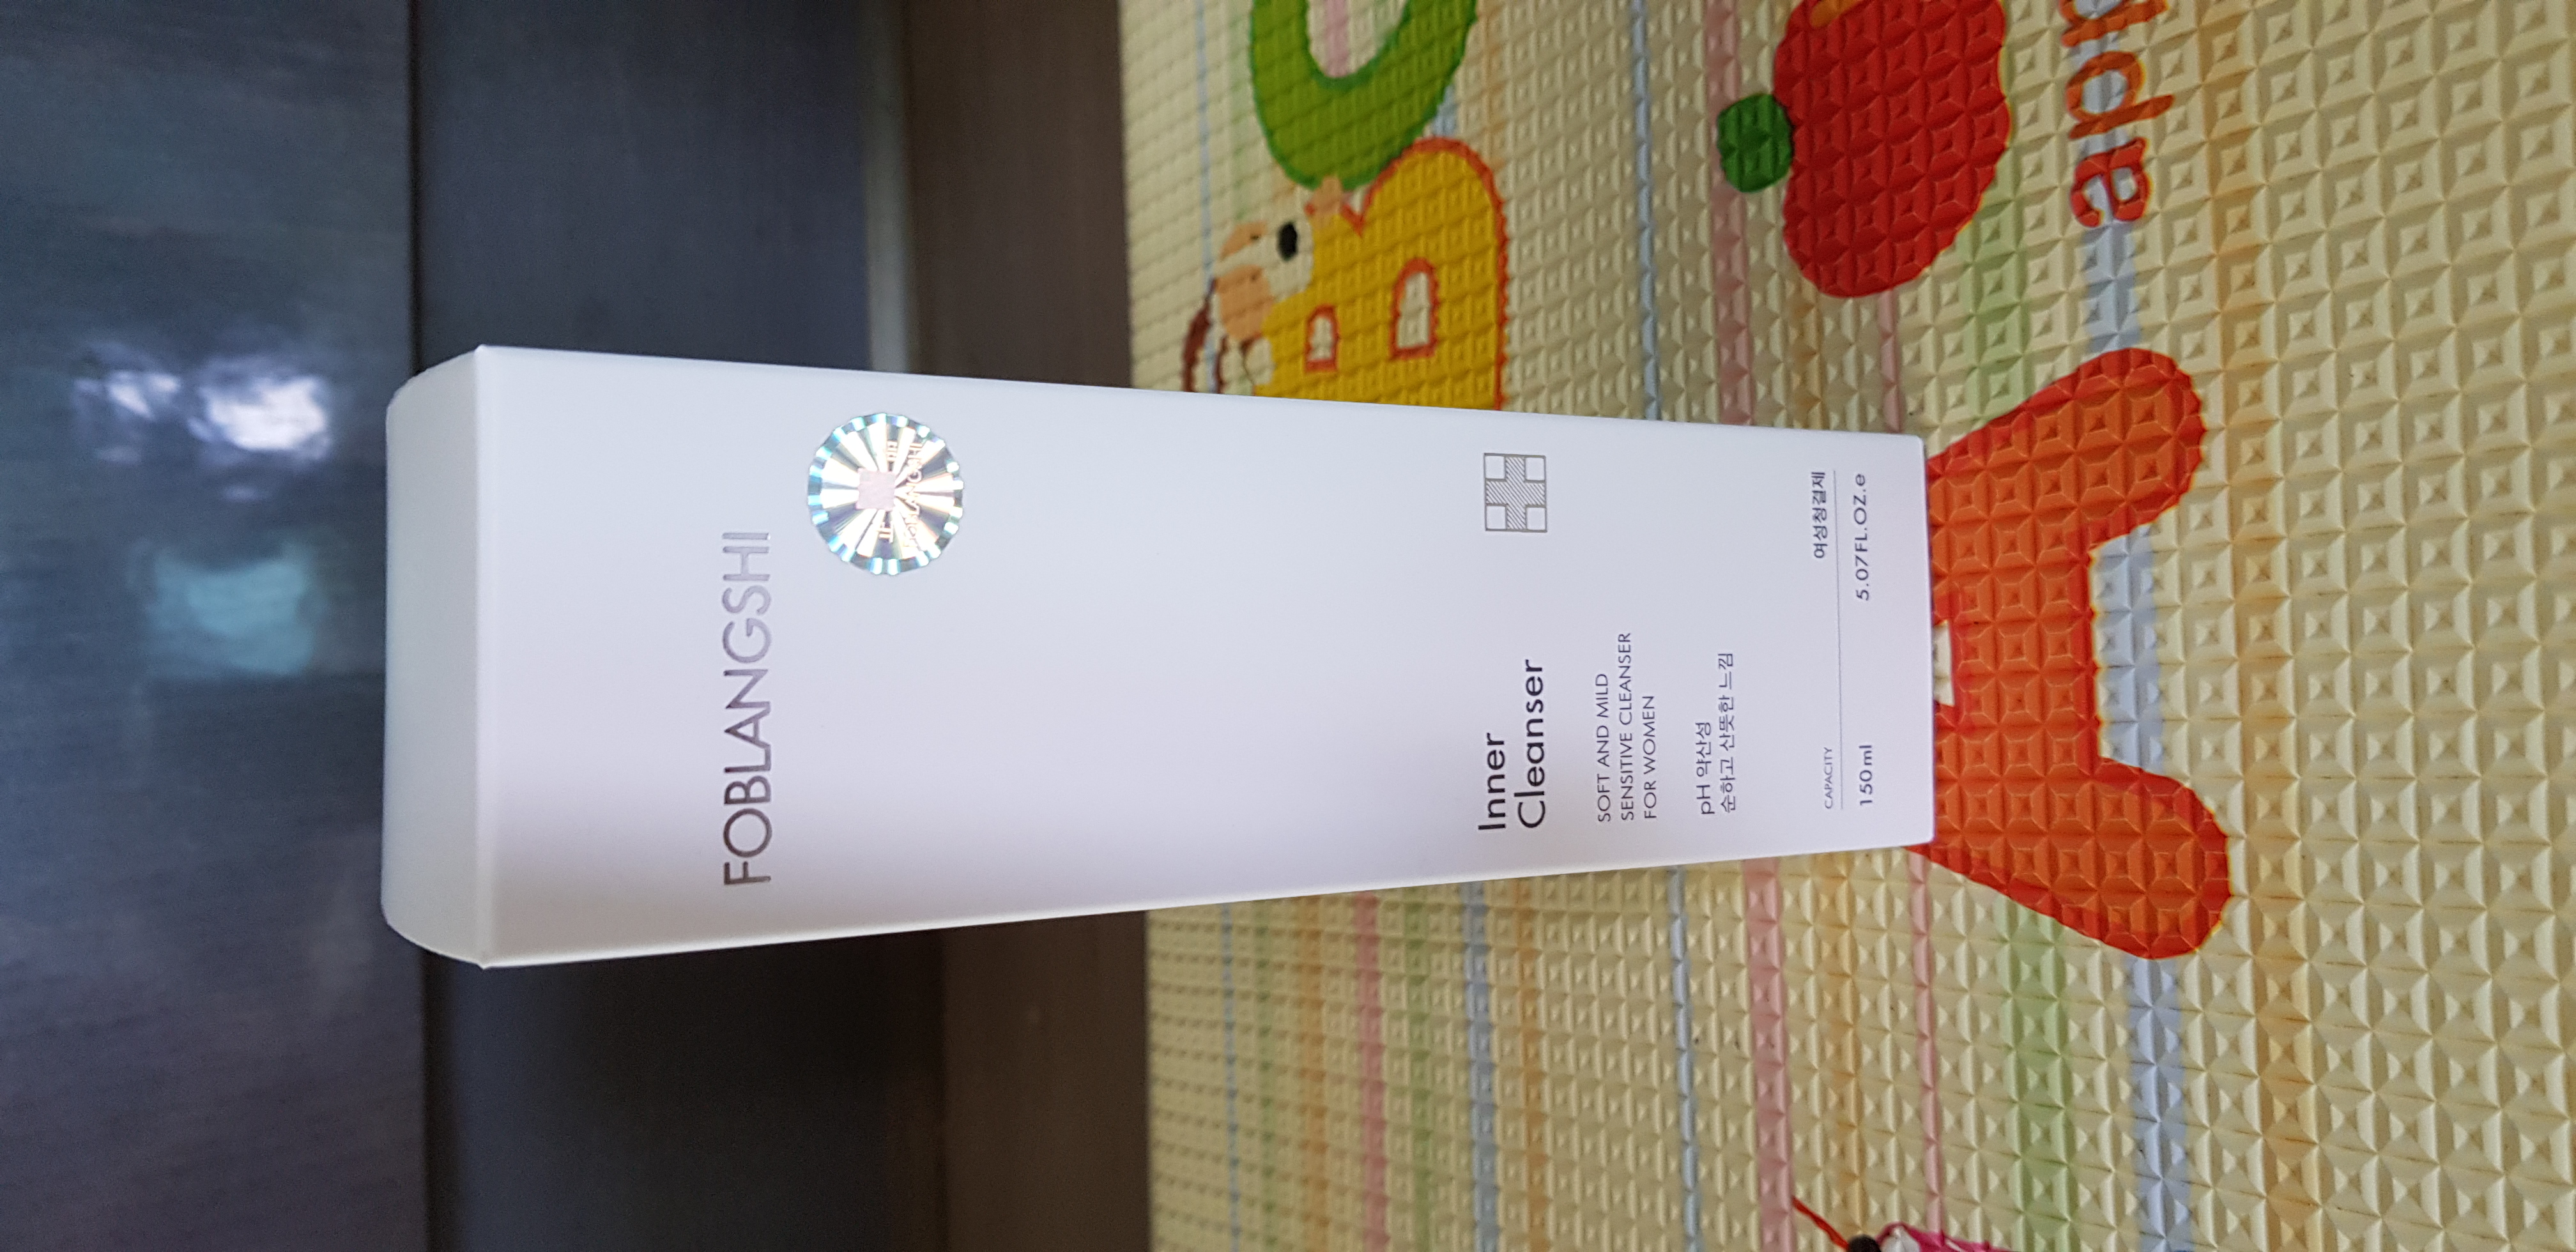 FOBLANGSHI
Inner
Cleanser
SOFT AND MILD
SENSITIVE CLEANSER
FOR WOMEN
pH 약산성
순하고 산뜻한 느낌
CAPACITY 여성청결제
150ml 5.07FL.OZ.e
A
B
C